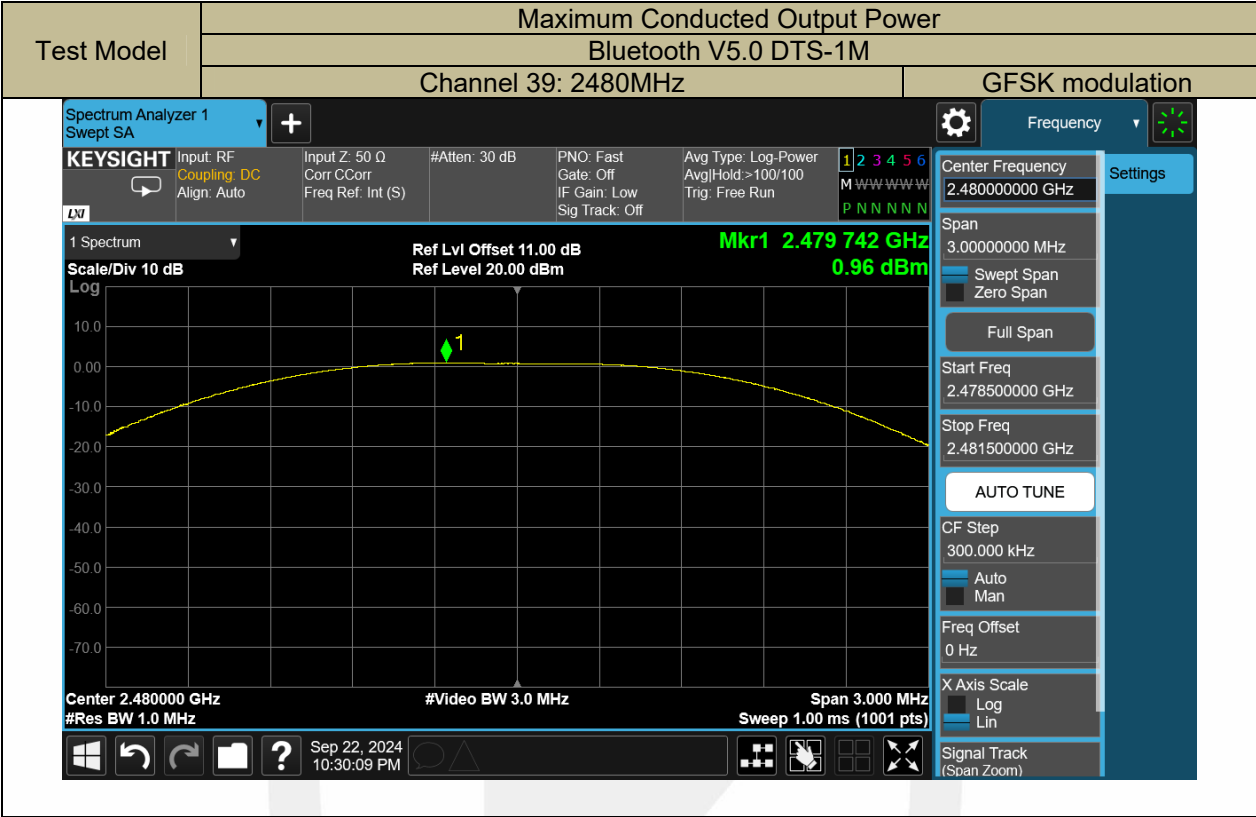 Test Model
Maximum Conducted Output Power
Bluetooth V5.0 DTS-1M
Channel 39: 2480MHz
GFSK modulation
Spectrum Analyzer 1
Swept SA
Frequency
KEYSIGHT
LXI
Input: RF
Coupling: DC
Align: Auto
Input Z: 50 Ω
Corr CCorr
Freq Ref: Int (S)
#Atten: 30 dB
PNO: Fast
Gate: Off
IF Gain: Low
Sig Track: Off
Avg Type: Log-Power
Avg|Hold:>100/100
Trig: Free Run
1 2 3 4 5 6
M W W W W W
P N N N N N
1 Spectrum
Scale/Div 10 dB
Ref Lvl Offset 11.00 dB
Ref Level 20.00 dBm
Mkr1 2.479 742 GHz
0.96 dBm
Log
10.0
0.00
-10.0
-20.0
-30.0
-40.0
-50.0
-60.0
-70.0
1
Center 2.480000 GHz
#Res BW 1.0 MHz
#Video BW 3.0 MHz
Span 3.000 MHz
Sweep 1.00 ms (1001 pts)
?
Sep 22, 2024
10:30:09 PM
Center Frequency
2.480000000 GHz
Settings
Span
3.00000000 MHz
Swept Span
Zero Span
Full Span
Start Freq
2.478500000 GHz
Stop Freq
2.481500000 GHz
AUTO TUNE
CF Step
300.000 kHz
Auto
Man
Freq Offset
0 Hz
X Axis Scale
Log
Lin
Signal Track
(Span Zoom)